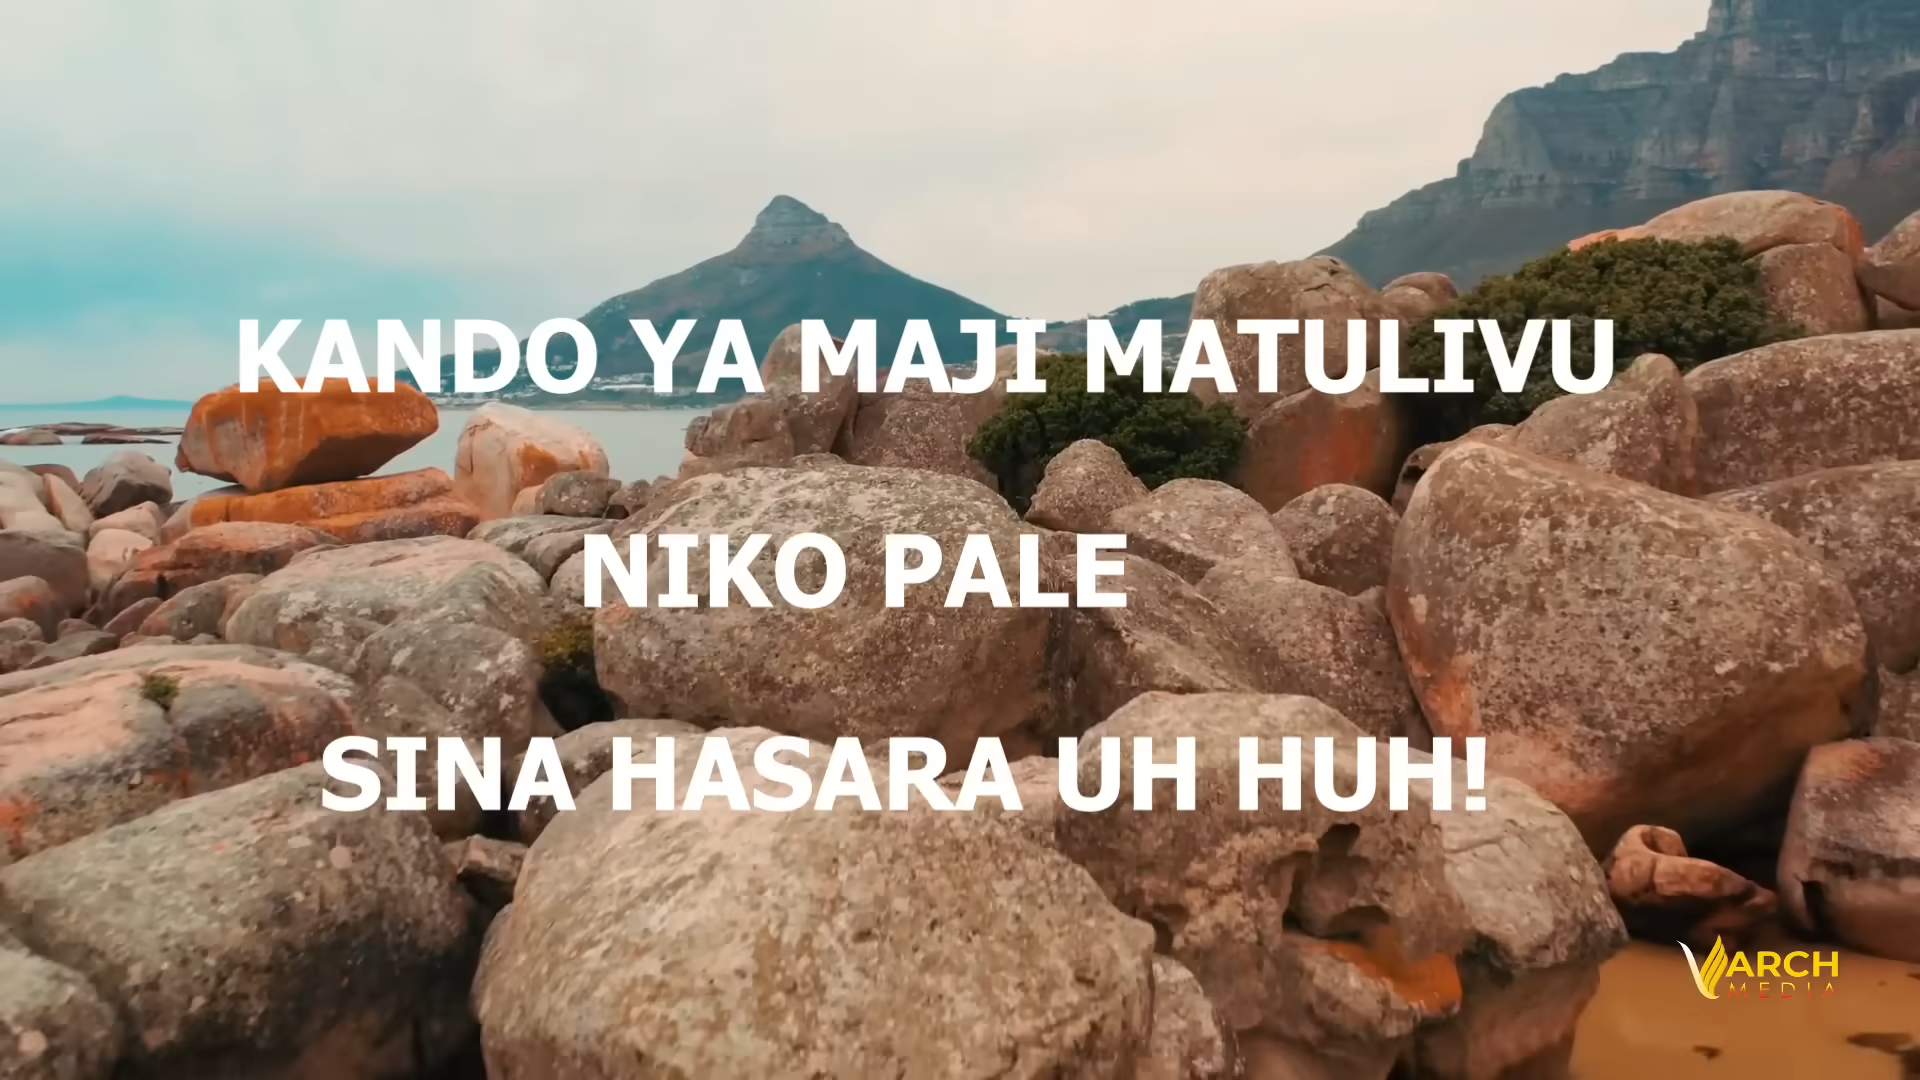 KANDO YA MAJI MATULIVU
NIKO PALE
SINA HASARA UH HUH!
ARCH
MEDIA